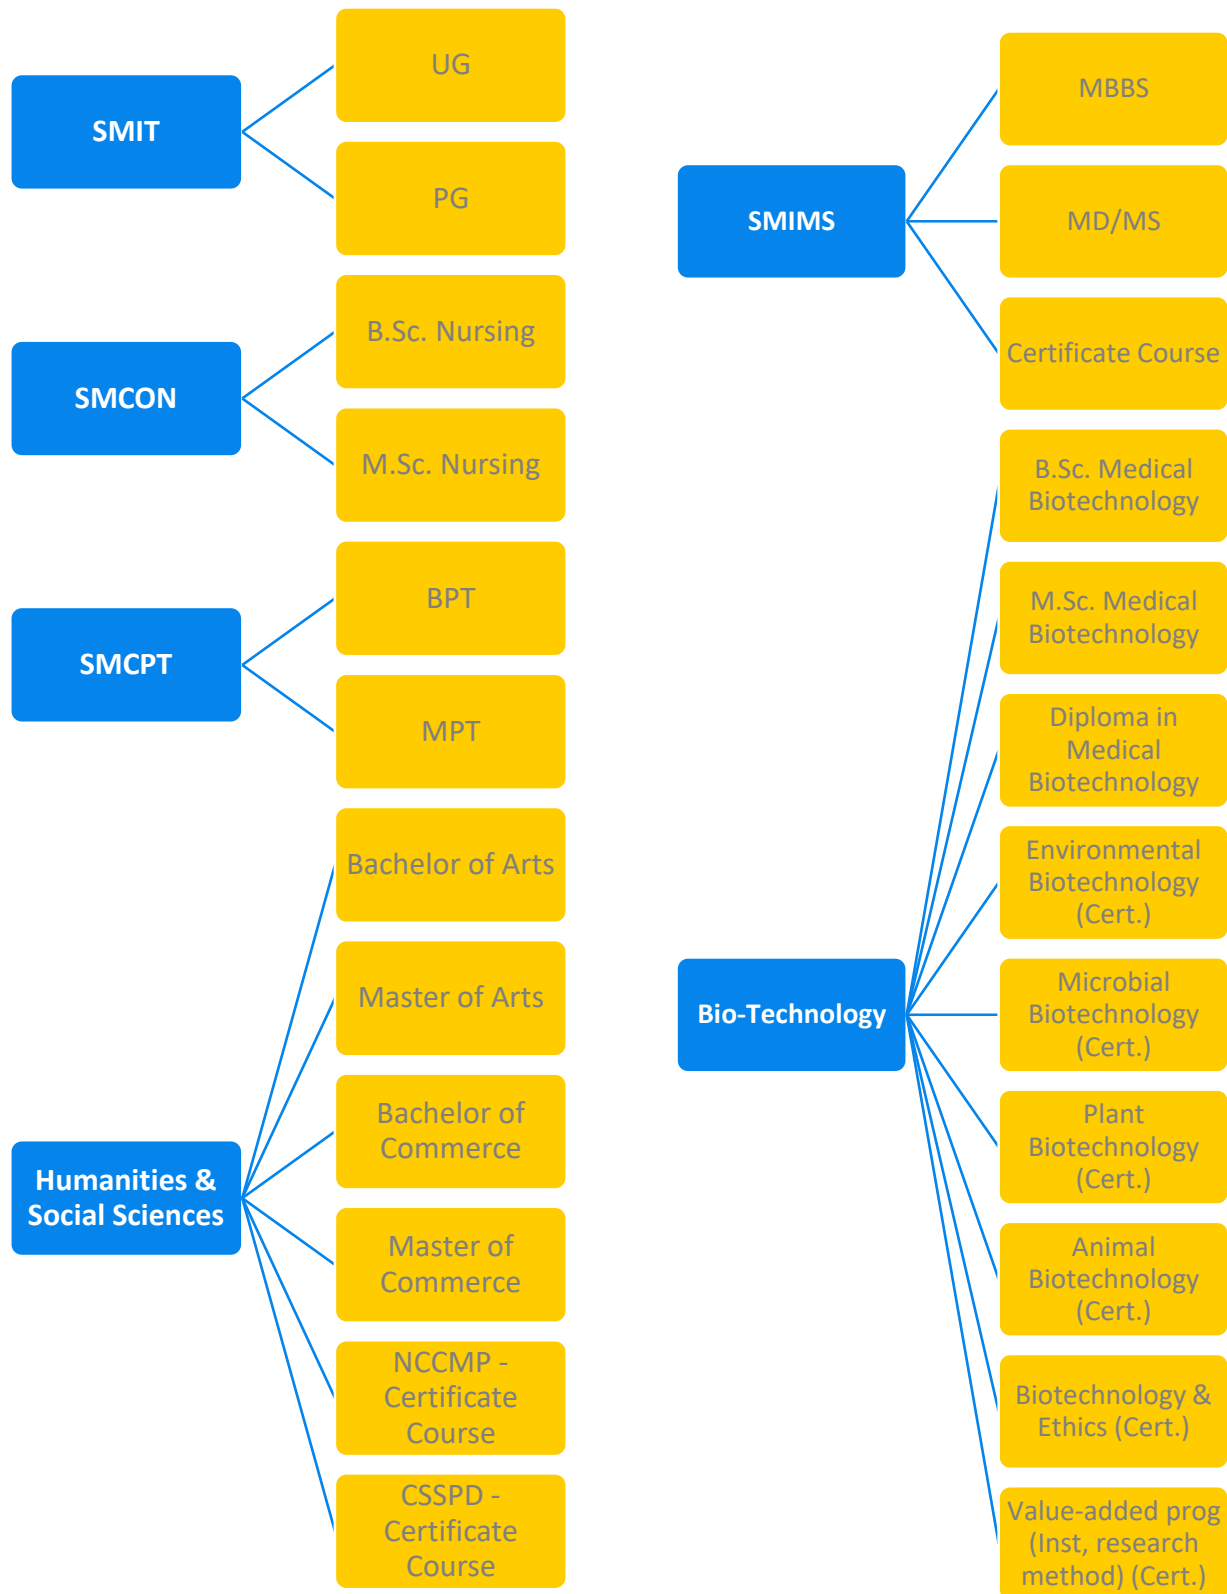 SMIT
UG
PG
SMCON
B.Sc. Nursing
M.Sc. Nursing
SMCPT
BPT
MPT
Humanities &
Social Sciences
Bachelor of Arts
Master of Arts
Bachelor of
Commerce
Master of
Commerce
NCCMP -
Certificate
Course
CSSPD -
Certificate
Course
SMIMS
MBBS
MD/MS
Certificate Course
Bio-Technology
B.Sc. Medical
Biotechnology
M.Sc. Medical
Biotechnology
Diploma in
Medical
Biotechnology
Environmental
Biotechnology
(Cert.)
Microbial
Biotechnology
(Cert.)
Plant
Biotechnology
(Cert.)
Animal
Biotechnology
(Cert.)
Biotechnology &
Ethics (Cert.)
Value-added prog
(Inst, research
method) (Cert.)